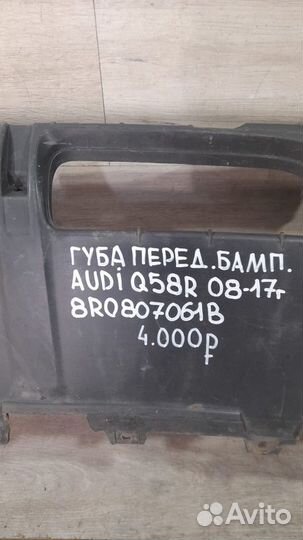 ГУБА ПЕРЕД. БАМП.
AUDi Q58R 08-17г
8R0807061B
4.000р
Avito